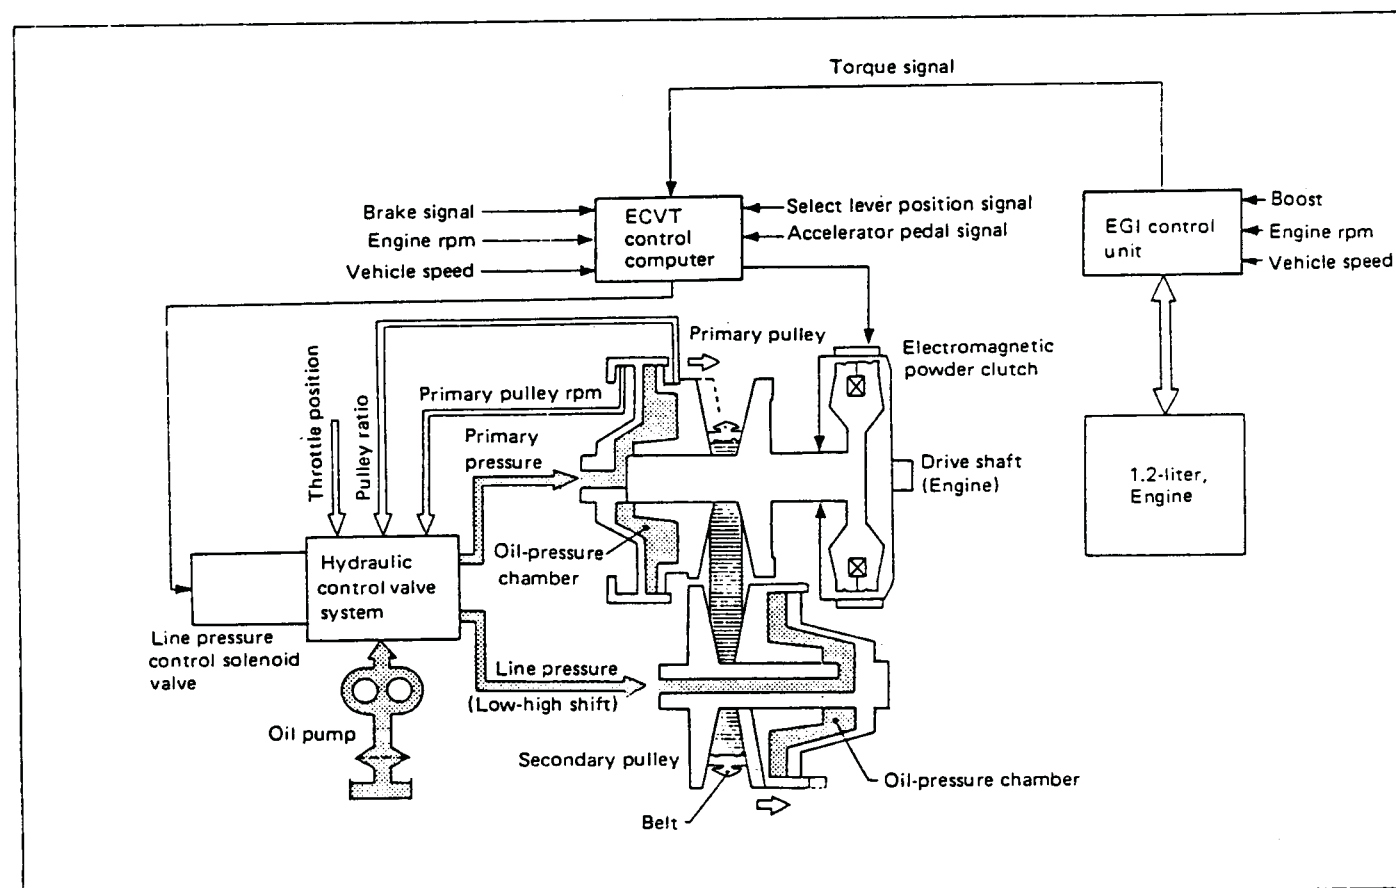 Torque signal
Brake signal
Engine rpm
Vehicle speed
ECVT
control
computer
Select lever position signal
Accelerator pedal signal
EGI control
unit
Boost
Engine rpm
Vehicle speed
Primary pulley
Electromagnetic
powder clutch
Throttle position
Pulley ratio
Primary pulley rpm
Primary
pressure
Drive shaft
(Engine)
1.2-liter,
Engine
Oil-pressure
chamber
Hydraulic
control valve
system
Line pressure
control solenoid
valve
Line pressure
(Low-high shift)
Oil pump
Secondary pulley
Oil-pressure chamber
Belt